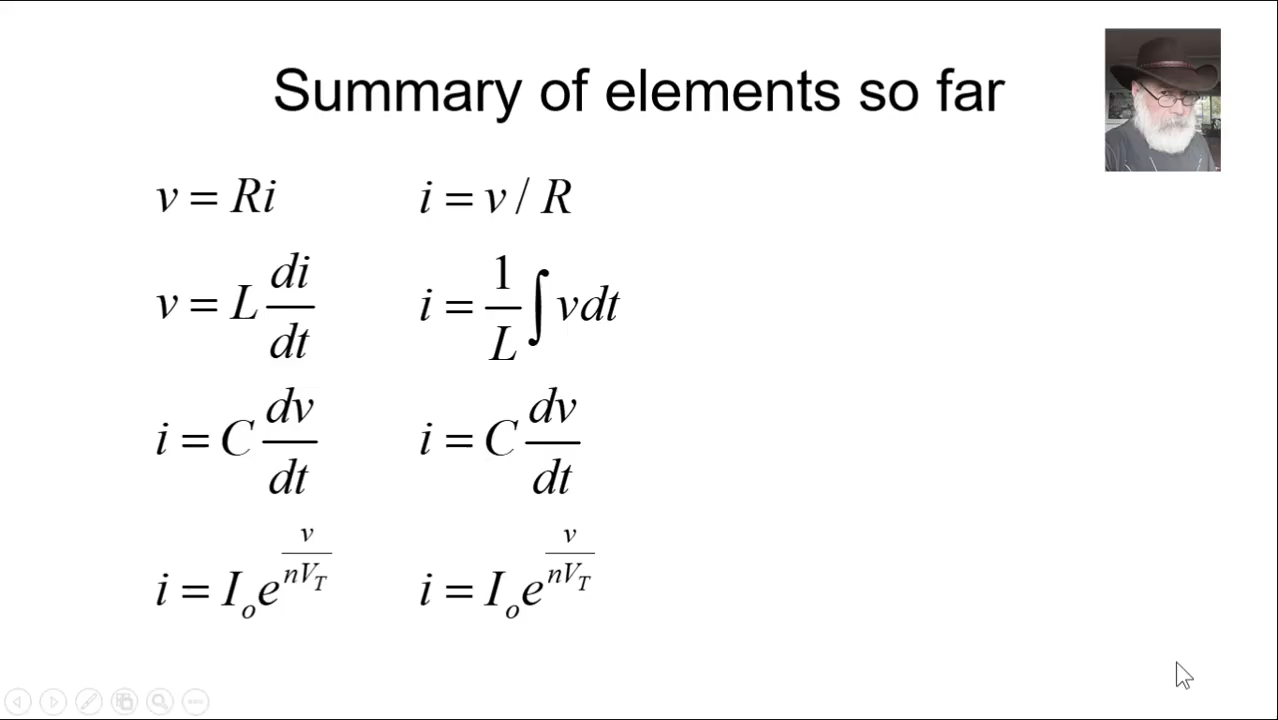 Summary of elements so far
v = Ri    i = v / R
v = L di/dt    i = 1/L ∫ vdt
i = C dv/dt    i = C dv/dt
i = I_o e^(v/nV_T)    i = I_o e^(v/nV_T)